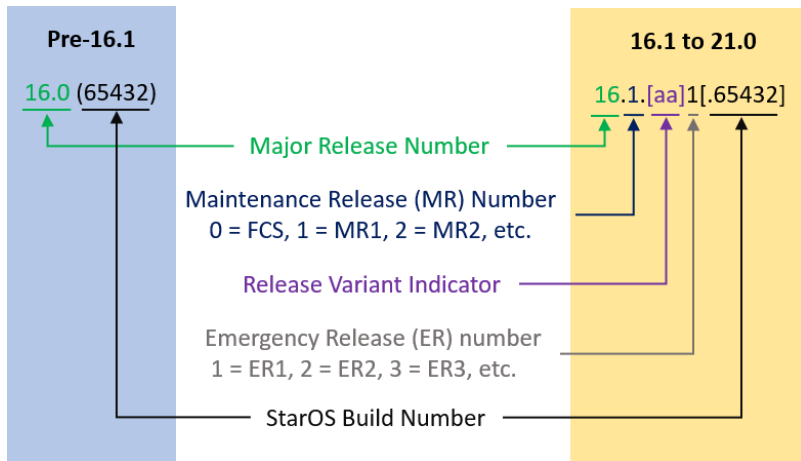 Pre-16.1
16.1 to 21.0
16.0 (65432)
16.1.[aa]1[.65432]
Major Release Number
Maintenance Release (MR) Number
0 = FCS, 1 = MR1, 2 = MR2, etc.
Release Variant Indicator
Emergency Release (ER) number
1 = ER1, 2 = ER2, 3 = ER3, etc.
StarOS Build Number